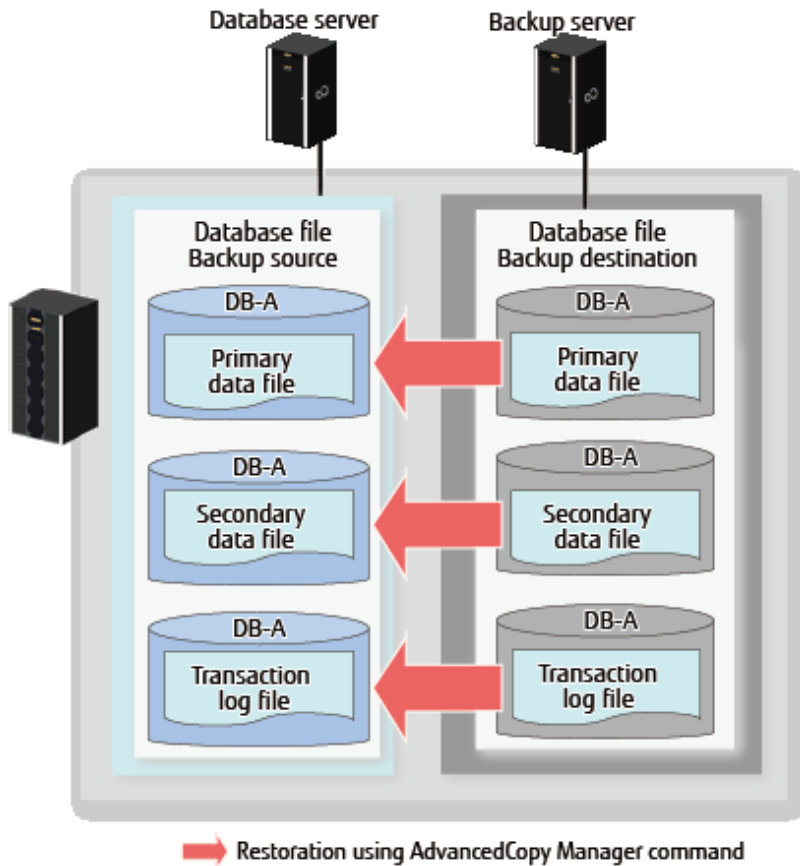 Database server
Backup server
Database file
Backup source
DB-A
Primary
data file
DB-A
Secondary
data file
DB-A
Transaction
log file
Database file
Backup destination
DB-A
Primary
data file
DB-A
Secondary
data file
DB-A
Transaction
log file
Restoration using AdvancedCopy Manager command